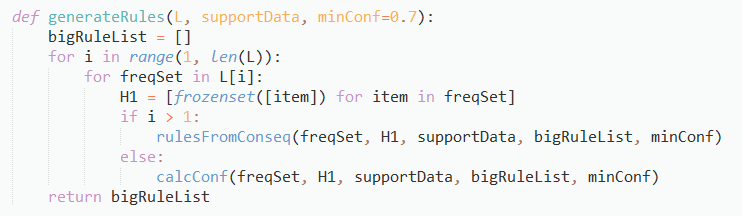 def generateRules(L, supportData, minConf=0.7):
    bigRuleList = []
    for i in range(1, len(L)):
        for freqSet in L[i]:
            H1 = [frozenset([item]) for item in freqSet]
            if i > 1:
                rulesFromConseq(freqSet, H1, supportData, bigRuleList, minConf)
            else:
                calcConf(freqSet, H1, supportData, bigRuleList, minConf)
    return bigRuleList